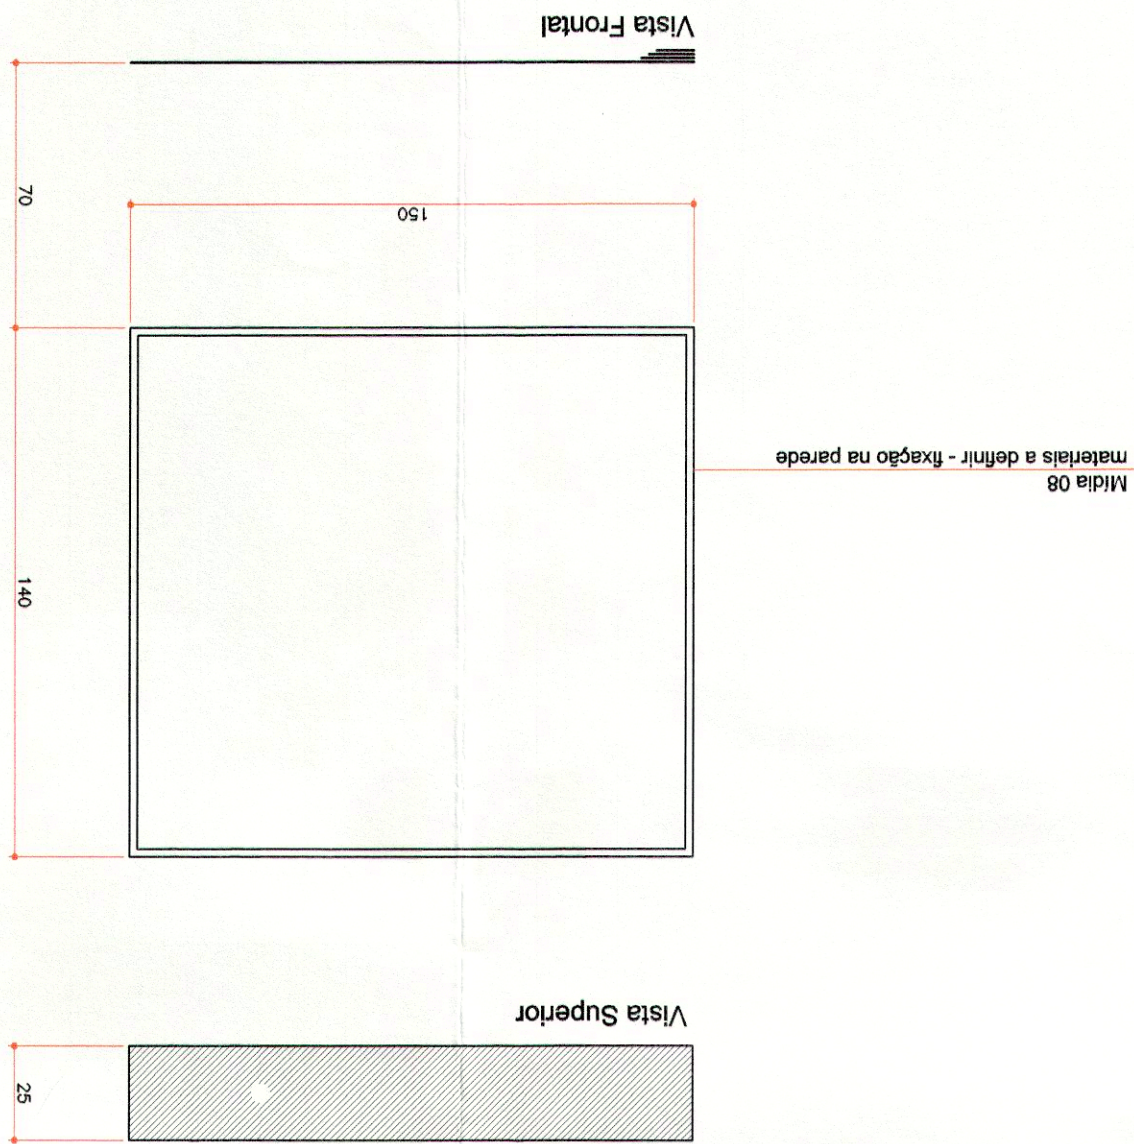 25
Vista Superior
140
Mídia 08
materiais a definir - fixação na parede
150
70
Vista Frontal